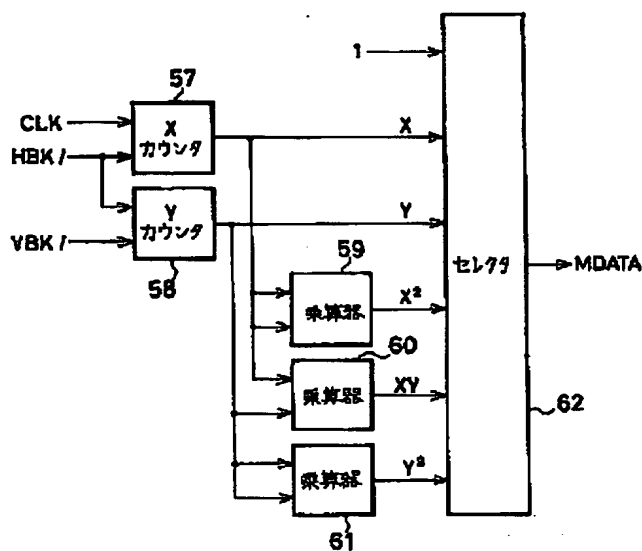 57
1
CLK
X
カウンタ
X
HBK/
Y
カウンタ
Y
VBK/
58
59
セレクタ
MDATA
乗算器
X²
60
乗算器
XY
62
乗算器
Y²
61